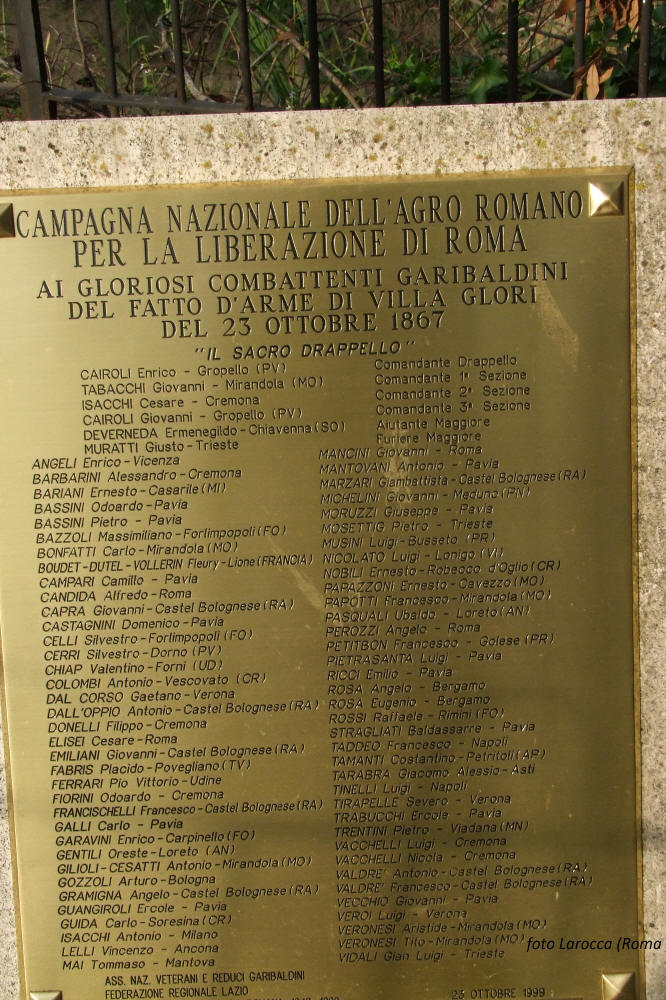 CAMPAGNA NAZIONALE DELL'AGRO ROMANO
PER LA LIBERAZIONE DI ROMA
AI GLORIOSI COMBATTENTI GARIBALDINI
DEL FATTO D'ARME DI VILLA GLORI
DEL 23 OTTOBRE 1867
"IL SACRO DRAPPELLO"
CAIROLI Enrico - Gropello (PV) Comandante Drappello
TABACCHI Giovanni - Mirandola (MO) Comandante 1ª Sezione
ISACCHI Cesare - Cremona Comandante 2ª Sezione
CAIROLI Giovanni - Gropello (PV) Comandante 3ª Sezione
DEVERNEDA Ermenegildo - Chiavenna (SO) Aiutante Maggiore
MURATTI Giusto - Trieste Furiere Maggiore
ANGELI Enrico - Vicenza
BARBARINI Alessandro - Cremona
BARIANI Ernesto - Casarile (MI)
BASSINI Odoardo - Pavia
BASSINI Pietro - Pavia
BAZZOLI Massimiliano - Forlimpopoli (FO)
BONFATTI Carlo - Mirandola (MO)
BOUDET-DUTEL-VOLLERIN Fleury - Lione (FRANCIA)
CAMPARI Camillo - Pavia
CANDIDA Alfredo - Roma
CAPRA Giovanni - Castel Bolognese (RA)
CASTAGNINI Domenico - Pavia
CELLI Silvestro - Forlimpopoli (FO)
CERRI Silvestro - Dorno (PV)
CHIAP Valentino - Forni (UD)
COLOMBI Antonio - Vescovato (CR)
DAL CORSO Gaetano - Verona
DALL'OPPIO Antonio - Castel Bolognese (RA)
DONELLI Filippo - Cremona
ELISEI Cesare - Roma
EMILIANI Giovanni - Castel Bolognese (RA)
FABRIS Placido - Povegliano (TV)
FERRARI Pio Vittorio - Udine
FIORINI Odoardo - Cremona
FRANCISCHELLI Francesco - Castel Bolognese (RA)
GALLI Carlo - Pavia
GARAVINI Enrico - Carpinello (FO)
GENTILI Oreste - Loreto (AN)
GILIOLI-CESATTI Antonio - Mirandola (MO)
GOZZOLI Arturo - Bologna
GRAMIGNA Angelo - Castel Bolognese (RA)
GUANGIROLI Ercole - Pavia
GUIDA Carlo - Soresina (CR)
ISACCHI Antonio - Milano
LELLI Vincenzo - Ancona
MAI Tommaso - Mantova
MANCINI Giovanni - Roma
MANTOVANI Antonio - Pavia
MARZARI Giambattista - Castel Bolognese (RA)
MICHELINI Giovanni - Meduno (PN)
MORUZZI Giuseppe - Pavia
MOSETTIG Pietro - Trieste
MUSINI Luigi - Busseto (PR)
NICOLATO Luigi - Lonigo (VI)
NOBILI Ernesto - Robecco d'Oglio (CR)
PAPAZZONI Ernesto - Cavezzo (MO)
PAPOTTI Francesco - Mirandola (MO)
PASQUALI Ubaldo - Loreto (AN)
PEROZZI Angelo - Roma
PETITBON Francesco - Golese (PR)
PIETRASANTA Luigi - Pavia
RICCI Emilio - Pavia
ROSA Angelo - Bergamo
ROSA Eugenio - Bergamo
ROSSI Raffaele - Rimini (FO)
STRAGLIATI Baldassarre - Pavia
TADDEO Francesco - Napoli
TAMANTI Costantino - Petritoli (AP)
TARABRA Giacomo Alessio - Asti
TINELLI Luigi - Napoli
TIRAPELLE Severo - Verona
TRABUCCHI Ercole - Pavia
TRENTINI Pietro - Viadana (MN)
VACCHELLI Luigi - Cremona
VACCHELLI Nicola - Cremona
VALDRE' Antonio - Castel Bolognese (RA)
VALDRE' Francesco - Castel Bolognese (RA)
VECCHIO Giovanni - Pavia
VEROI Luigi - Verona
VERONESI Aristide - Mirandola (MO)
VERONESI Tito - Mirandola (MO)
VIDALI Gian Luigi - Trieste
foto Larocca (Roma
ASS. NAZ. VETERANI E REDUCI GARIBALDINI
FEDERAZIONE REGIONALE LAZIO
23 OTTOBRE 1999